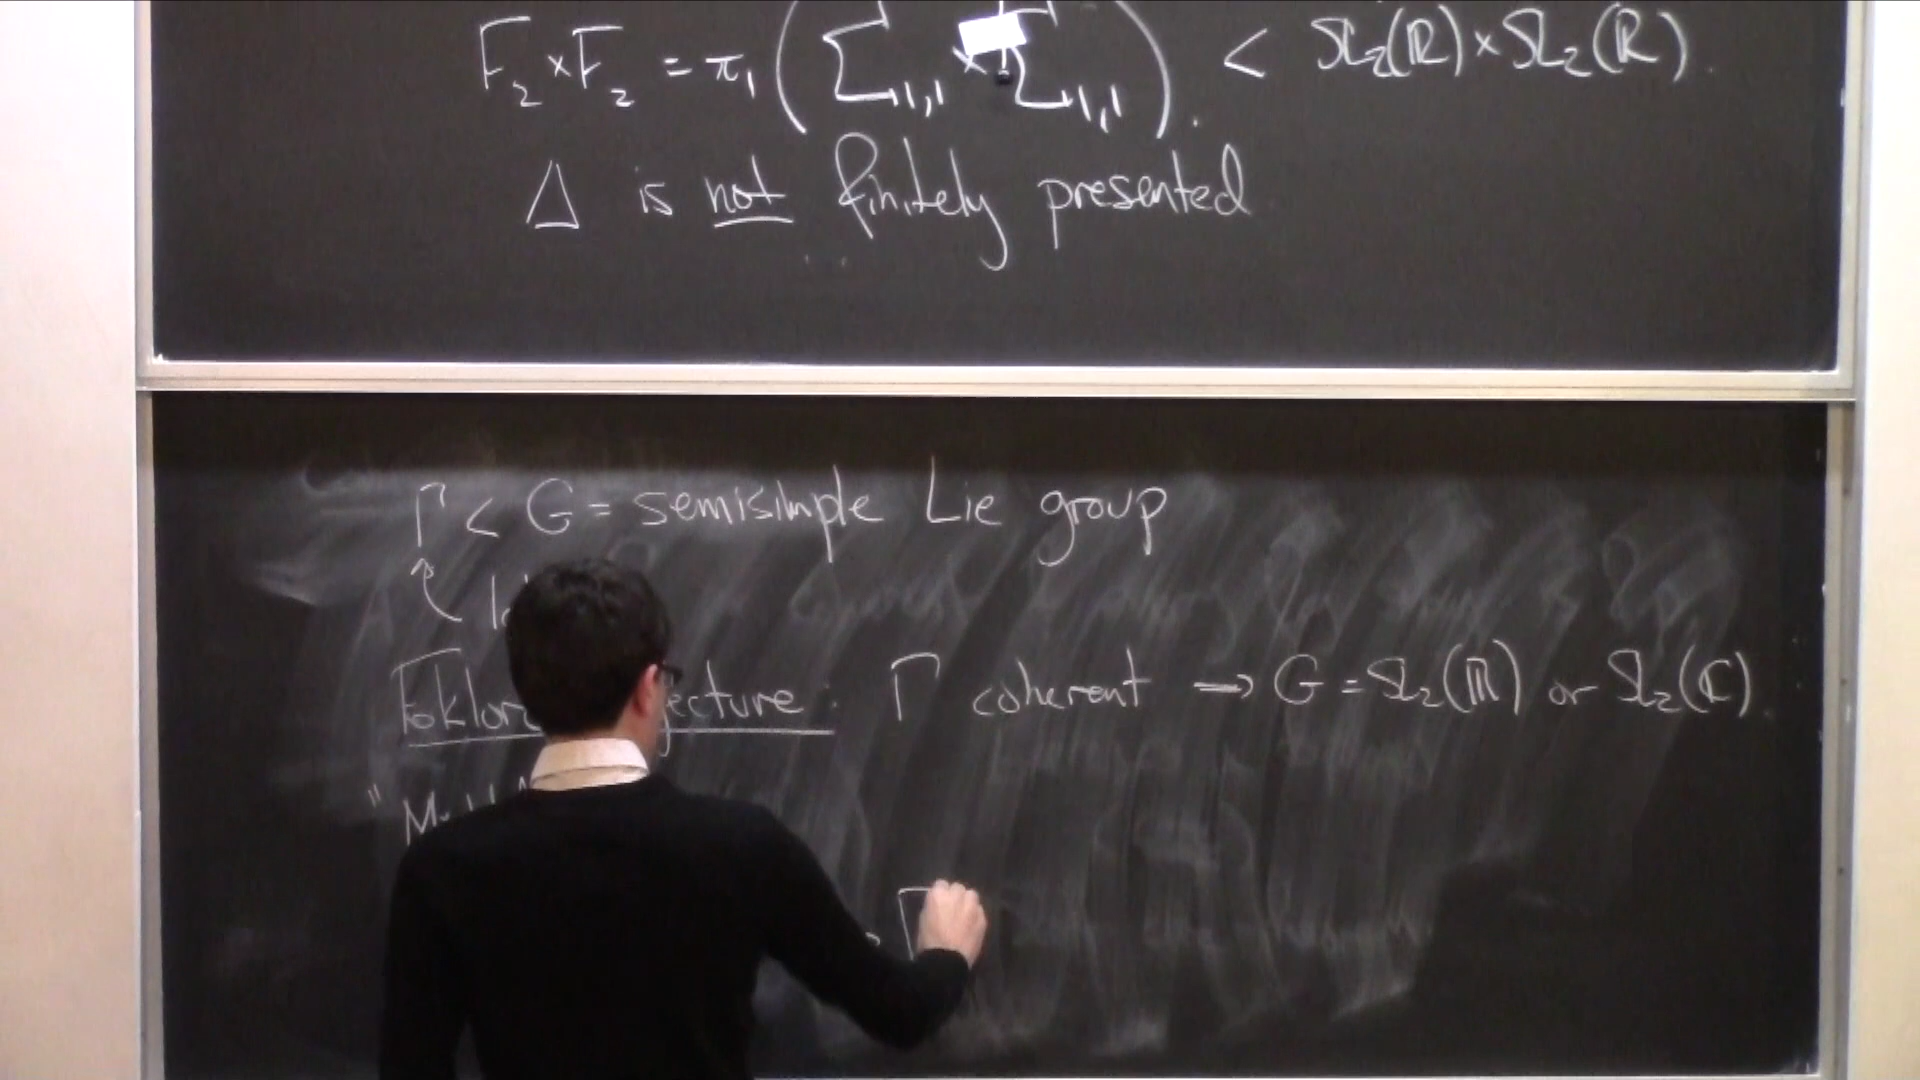 F₂ × F₂ = π₁(Σ₁,₁ × Σ₁,₁) < SL₂(ℝ) × SL₂(ℝ).
Δ is not finitely presented
Γ < G = semisimple Lie group
Γ coherent → G = SL₂(ℝ) or SL₂(ℂ).
Γ